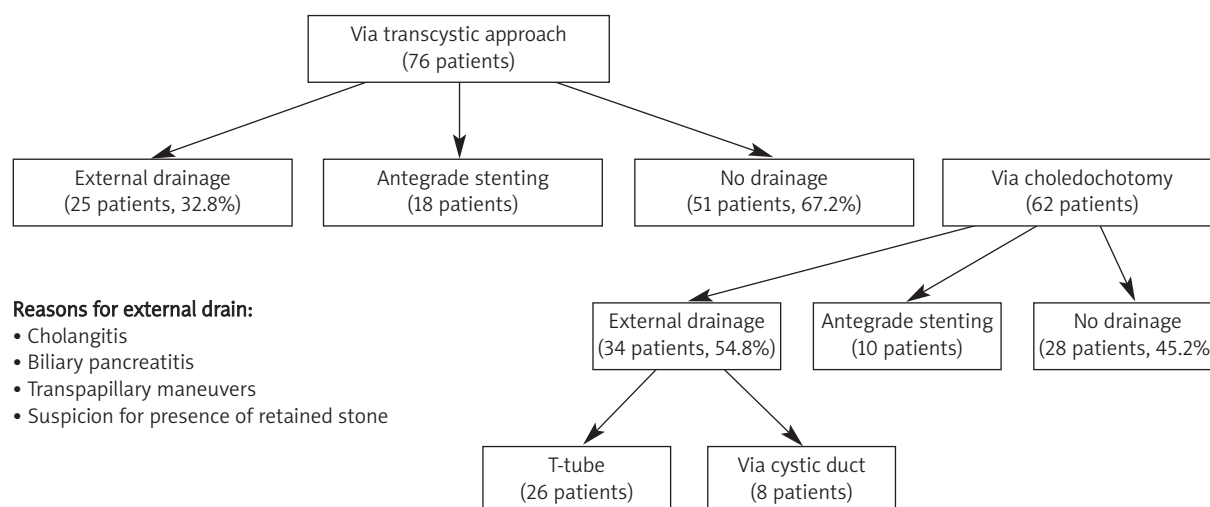 Via transcystic approach
(76 patients)
External drainage
(25 patients, 32.8%)
Antegrade stenting
(18 patients)
No drainage
(51 patients, 67.2%)
Via choledochotomy
(62 patients)
Reasons for external drain:
• Cholangitis
• Biliary pancreatitis
• Transpapillary maneuvers
• Suspicion for presence of retained stone
External drainage
(34 patients, 54.8%)
Antegrade stenting
(10 patients)
No drainage
(28 patients, 45.2%
T-tube
(26 patients)
Via cystic duct
(8 patients)